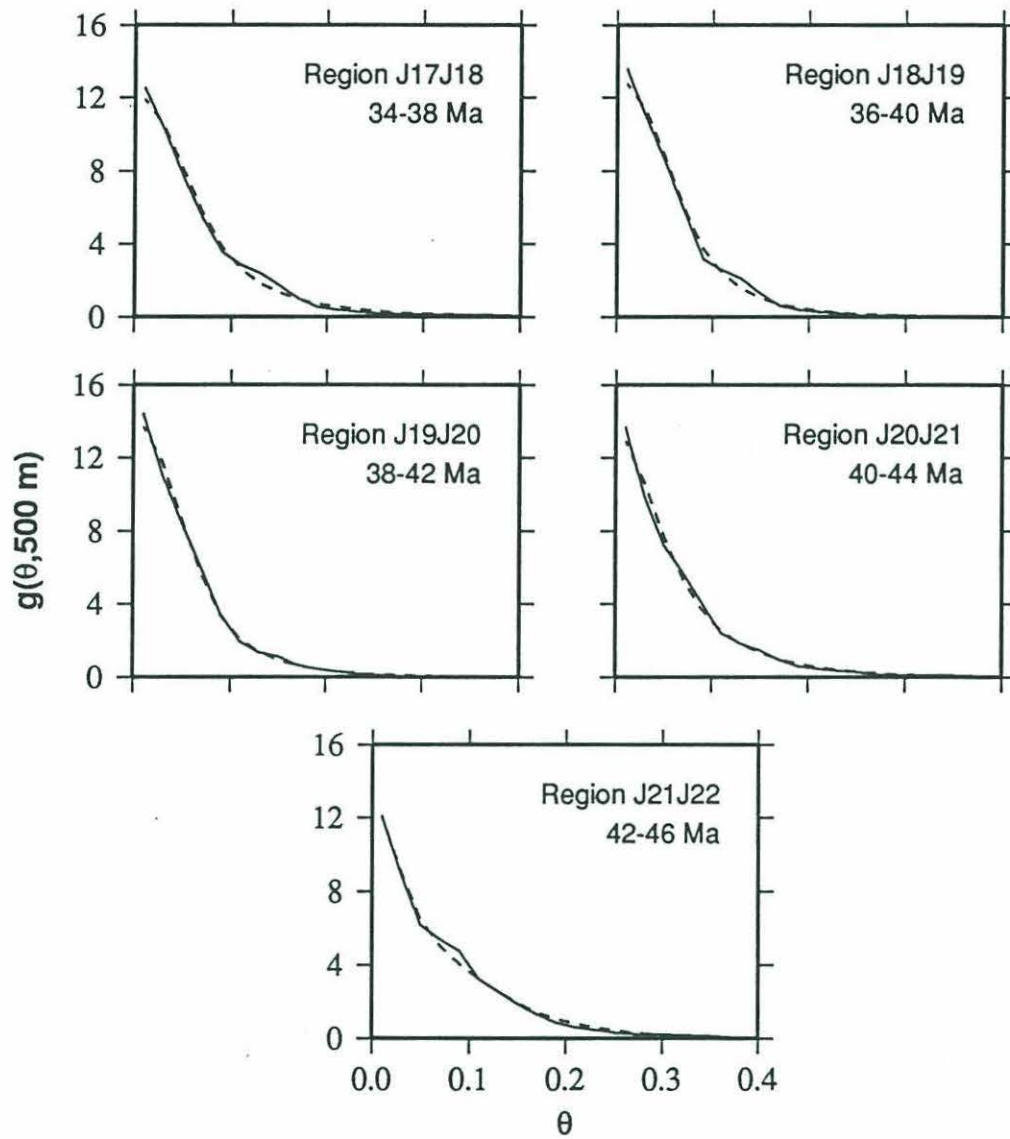 16
12
8
4
0
Region J17J18
34-38 Ma
Region J18J19
36-40 Ma
16
12
8
4
0
Region J19J20
38-42 Ma
Region J20J21
40-44 Ma
g(θ,500 m)
16
12
8
4
0
Region J21J22
42-46 Ma
0.0 0.1 0.2 0.3 0.4
θ